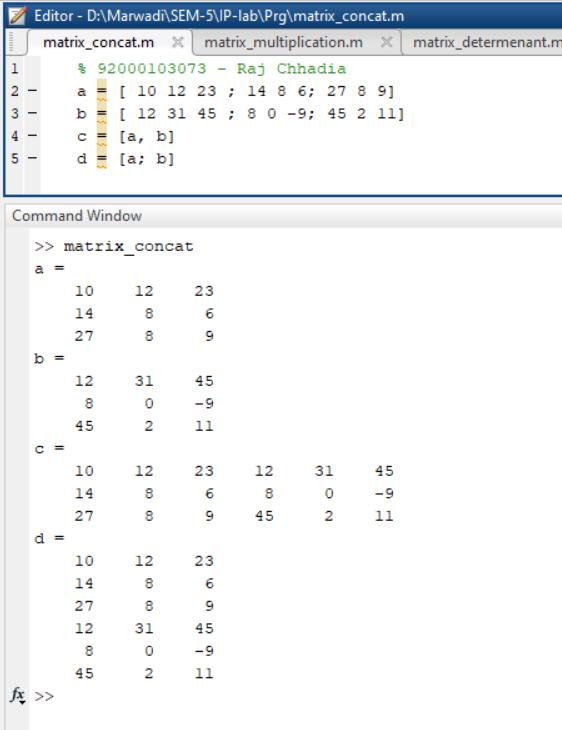 Editor - D:\Marwadi\SEM-5\IP-lab\Prg\matrix_concat.m
matrix_concat.m × matrix_multiplication.m × matrix_determenant.m
1 % 92000103073 - Raj Chhadia
2 - a = [ 10 12 23 ; 14 8 6; 27 8 9]
3 - b = [ 12 31 45 ; 8 0 -9; 45 2 11]
4 - c = [a, b]
5 - d = [a; b]
Command Window
>> matrix_concat
a =
10 12 23
14 8 6
27 8 9
b =
12 31 45
8 0 -9
45 2 11
c =
10 12 23 12 31 45
14 8 6 8 0 -9
27 8 9 45 2 11
d =
10 12 23
14 8 6
27 8 9
12 31 45
8 0 -9
45 2 11
fx >>